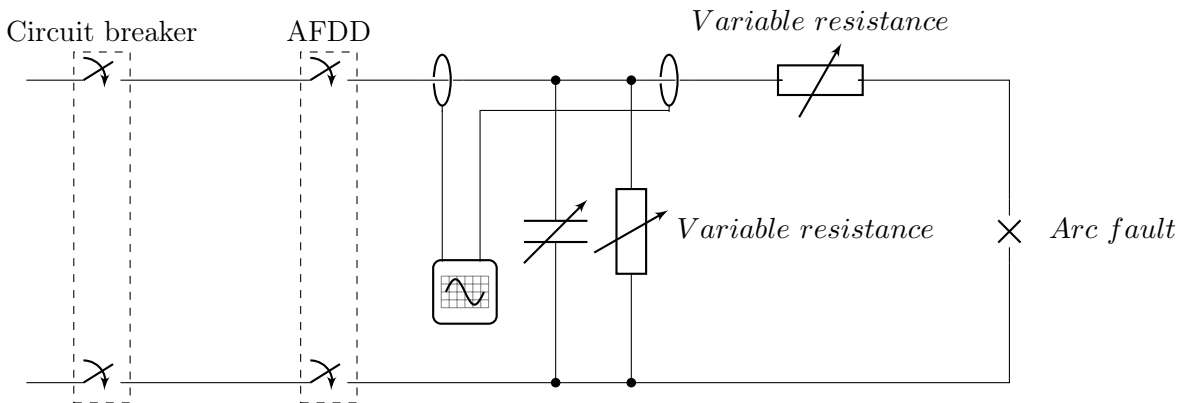 Variable resistance
Circuit breaker
AFDD
Variable resistance
Arc fault